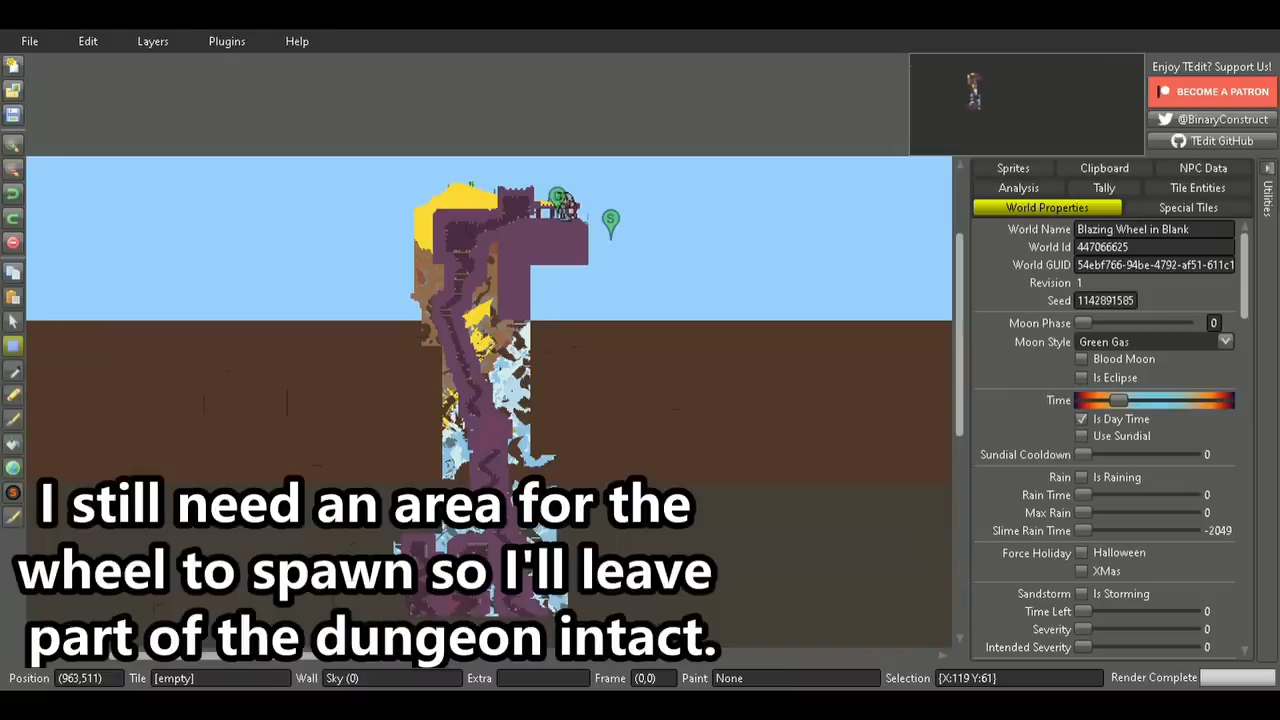 File Edit Layers Plugins Help
Enjoy TEdit? Support Us!
BECOME A PATRON
@BinaryConstruct
TEdit GitHub
Sprites Clipboard NPC Data
Analysis Tally Tile Entities
World Properties Special Tiles
Utilities
World Name Blazing Wheel in Blank
World Id 447066625
World GUID 54ebf766-94be-4792-af51-611c1
Revision 1
Seed 1142891585
Moon Phase 0
Moon Style Green Gas
Blood Moon
Is Eclipse
Time
Is Day Time
Use Sundial
Sundial Cooldown 0
Rain Is Raining
Rain Time 0
Max Rain 0
Slime Rain Time -2049
Force Holiday Halloween
XMas
Sandstorm Is Storming
Time Left 0
Severity 0
Intended Severity 0
S
I still need an area for the
wheel to spawn so I'll leave
part of the dungeon intact.
Position (963,511) Tile [empty] Wall Sky (0) Extra Frame (0,0) Paint None Selection {X:119 Y:61} Render Complete